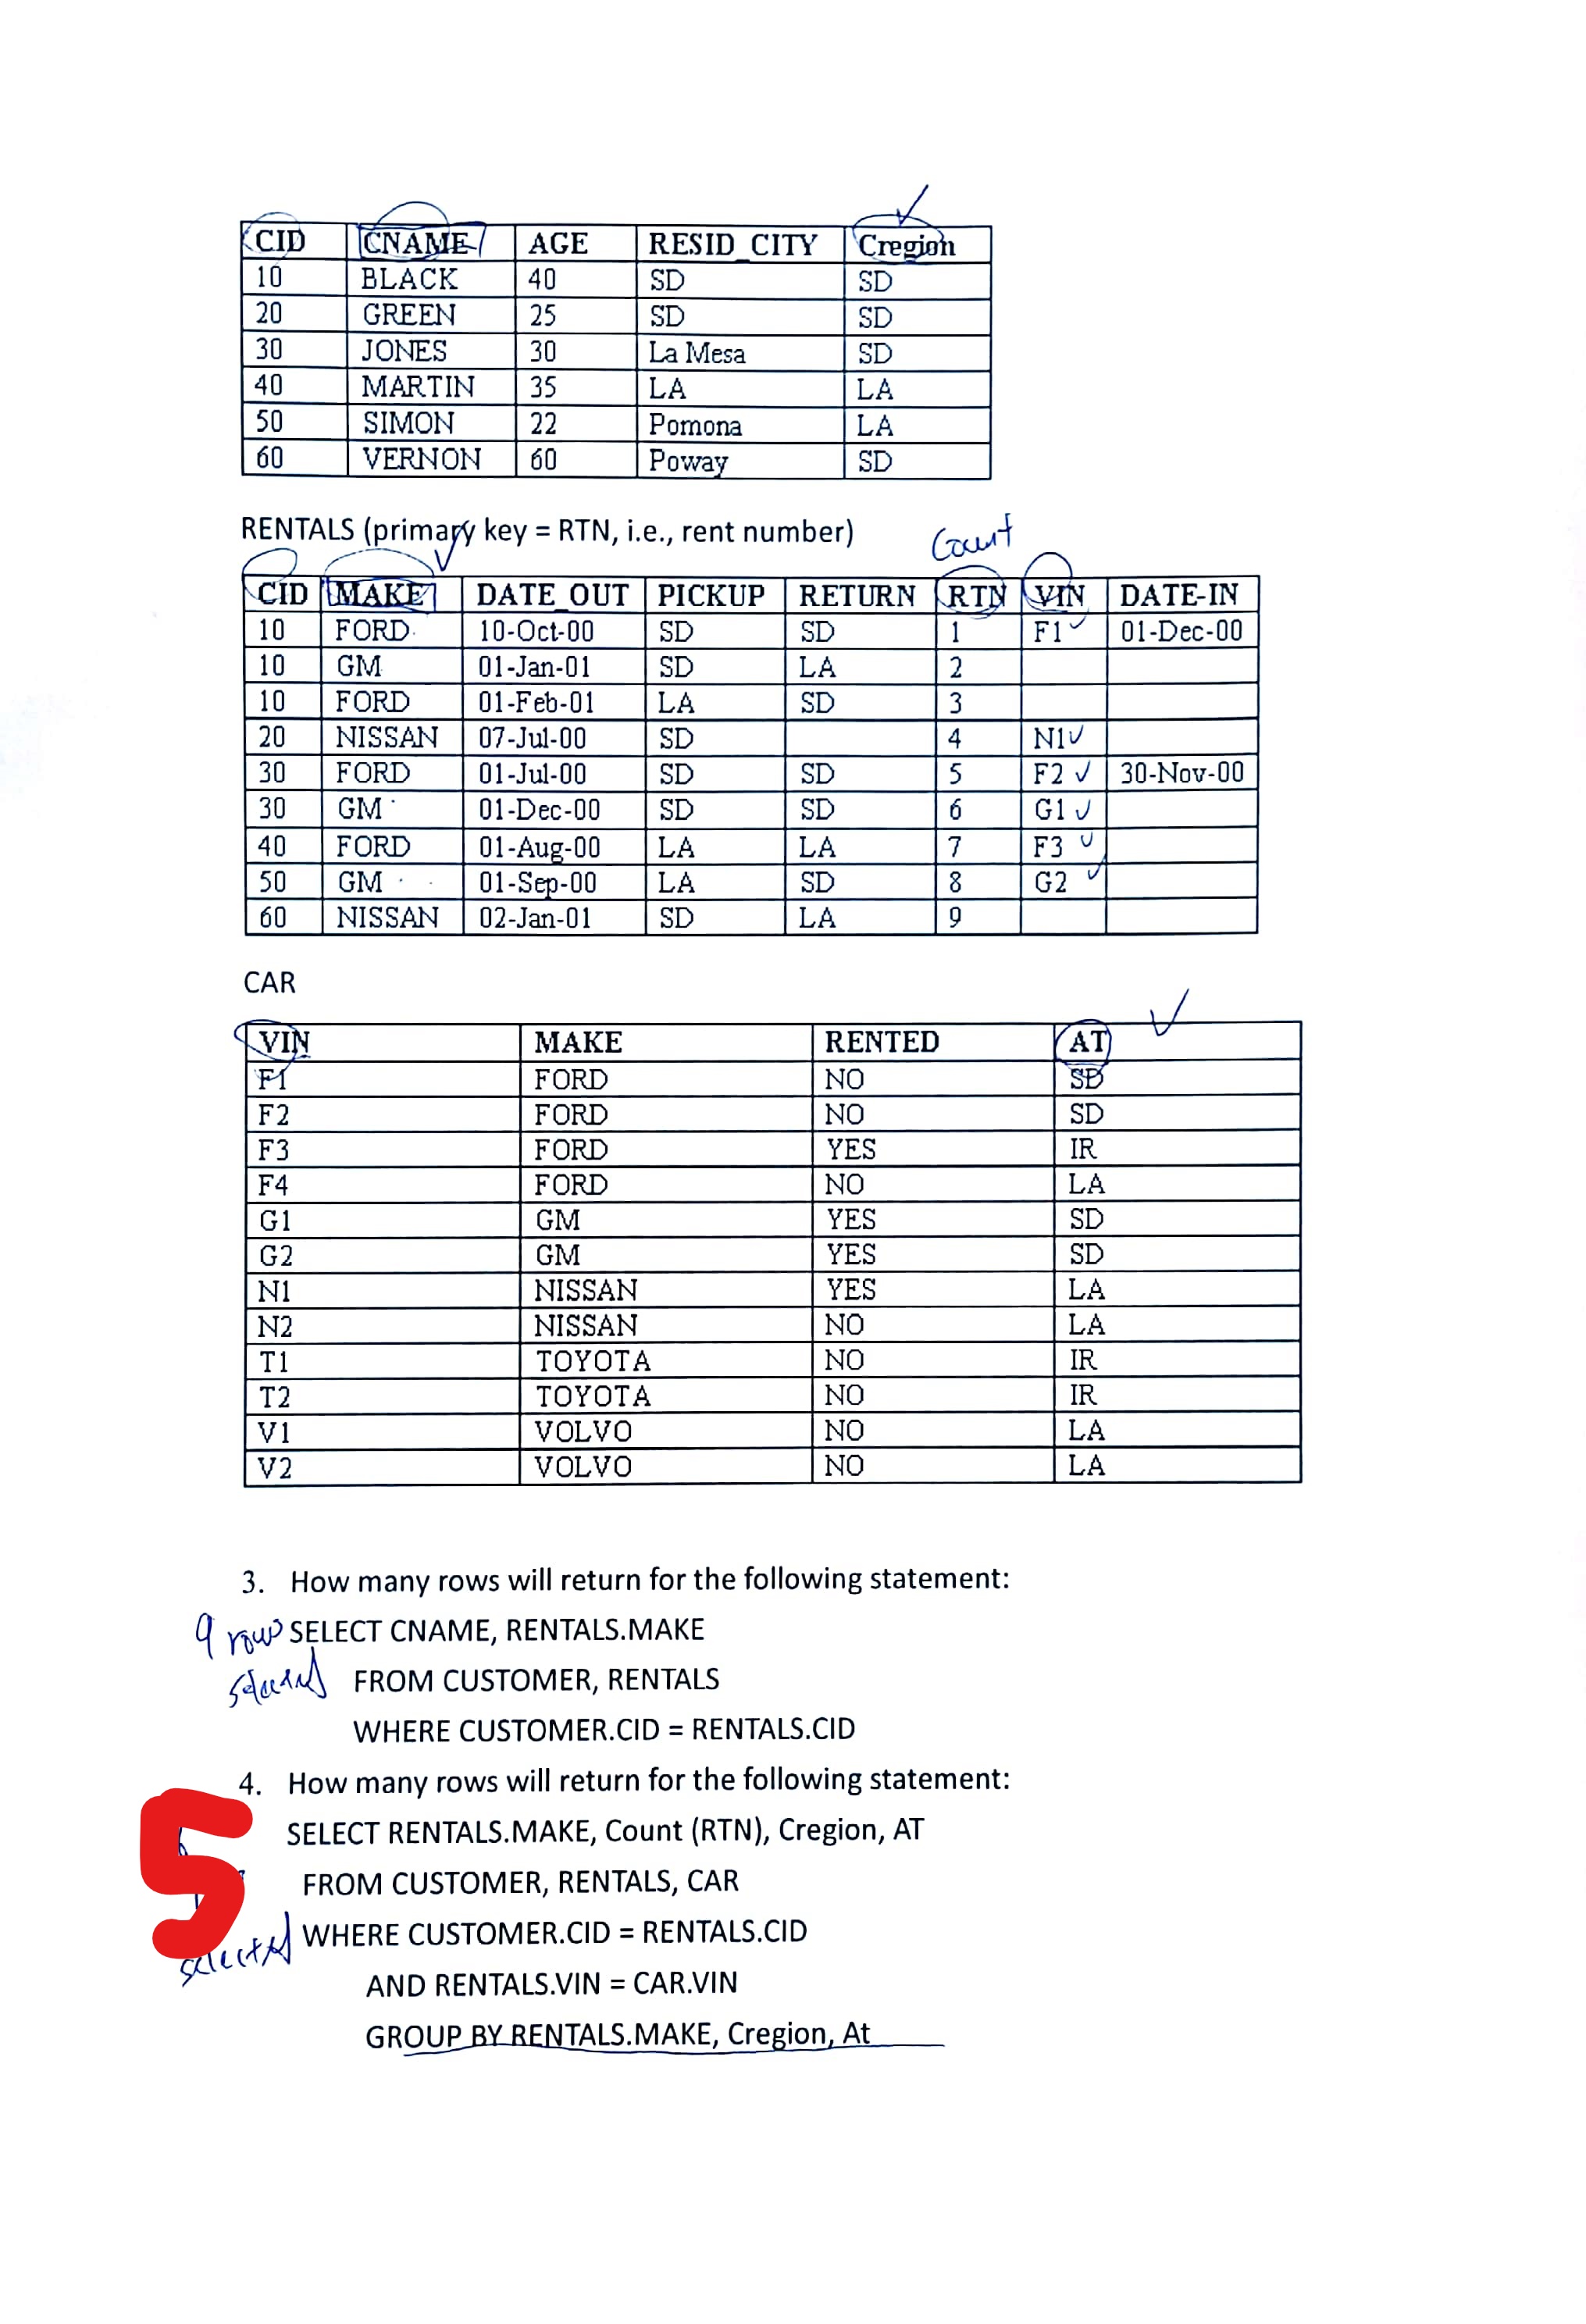 CID CNAME AGE RESID_CITY Cregion
10 BLACK 40 SD SD
20 GREEN 25 SD SD
30 JONES 30 La Mesa SD
40 MARTIN 35 LA LA
50 SIMON 22 Pomona LA
60 VERNON 60 Poway SD
RENTALS (primary key = RTN, i.e., rent number)
Count
CID MAKE DATE_OUT PICKUP RETURN RTN VIN DATE-IN
10 FORD 10-Oct-00 SD SD 1 F1 01-Dec-00
10 GM 01-Jan-01 SD LA 2
10 FORD 01-Feb-01 LA SD 3
20 NISSAN 07-Jul-00 SD 4 N1
30 FORD 01-Jul-00 SD SD 5 F2 30-Nov-00
30 GM 01-Dec-00 SD SD 6 G1
40 FORD 01-Aug-00 LA LA 7 F3
50 GM 01-Sep-00 LA SD 8 G2
60 NISSAN 02-Jan-01 SD LA 9
CAR
VIN MAKE RENTED AT
F1 FORD NO SD
F2 FORD NO SD
F3 FORD YES IR
F4 FORD NO LA
G1 GM YES SD
G2 GM YES SD
N1 NISSAN YES LA
N2 NISSAN NO LA
T1 TOYOTA NO IR
T2 TOYOTA NO IR
V1 VOLVO NO LA
V2 VOLVO NO LA
3. How many rows will return for the following statement:
9 rows SELECT CNAME, RENTALS.MAKE
selected FROM CUSTOMER, RENTALS
WHERE CUSTOMER.CID = RENTALS.CID
4. How many rows will return for the following statement:
5 SELECT RENTALS.MAKE, Count (RTN), Cregion, AT
FROM CUSTOMER, RENTALS, CAR
selected WHERE CUSTOMER.CID = RENTALS.CID
AND RENTALS.VIN = CAR.VIN
GROUP BY RENTALS.MAKE, Cregion, At